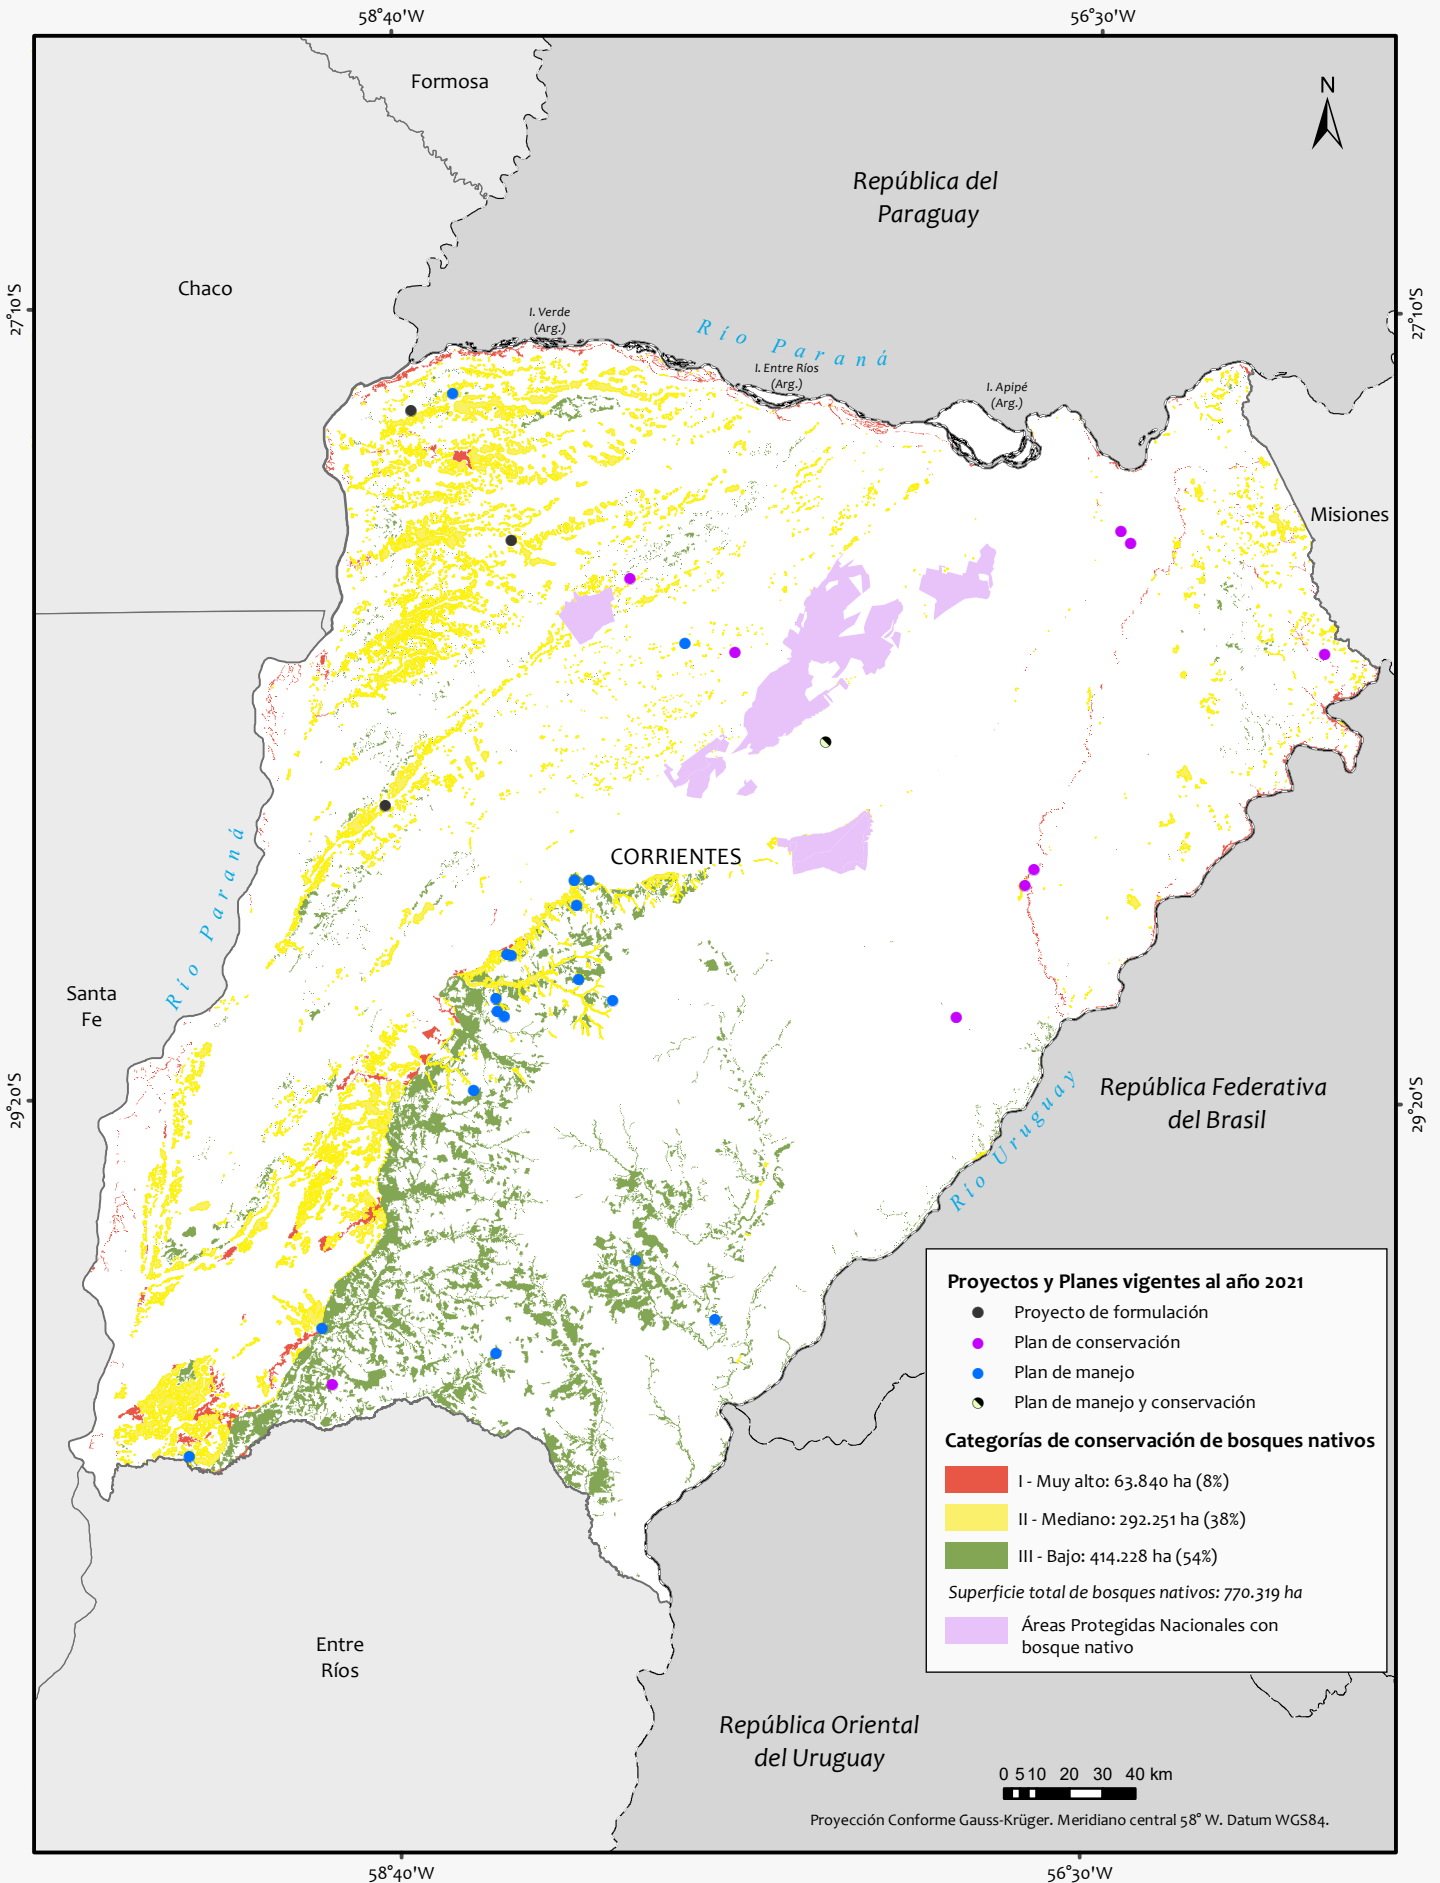 58°40'W
56°30'W
Formosa
N
República del
Paraguay
Chaco
27°10'S
27°10'S
I. Verde
(Arg.)
Río Paraná
I. Entre Ríos
(Arg.)
I. Apipé
(Arg.)
Misiones
CORRIENTES
Río Paraná
Santa
Fe
29°20'S
29°20'S
República Federativa
del Brasil
Río Uruguay
Proyectos y Planes vigentes al año 2021
Proyecto de formulación
Plan de conservación
Plan de manejo
Plan de manejo y conservación
Categorías de conservación de bosques nativos
I - Muy alto: 63.840 ha (8%)
II - Mediano: 292.251 ha (38%)
III - Bajo: 414.228 ha (54%)
Superficie total de bosques nativos: 770.319 ha
Áreas Protegidas Nacionales con
bosque nativo
Entre
Ríos
República Oriental
del Uruguay
0 5 10 20 30 40 km
Proyección Conforme Gauss-Krüger. Meridiano central 58° W. Datum WGS84.
58°40'W
56°30'W